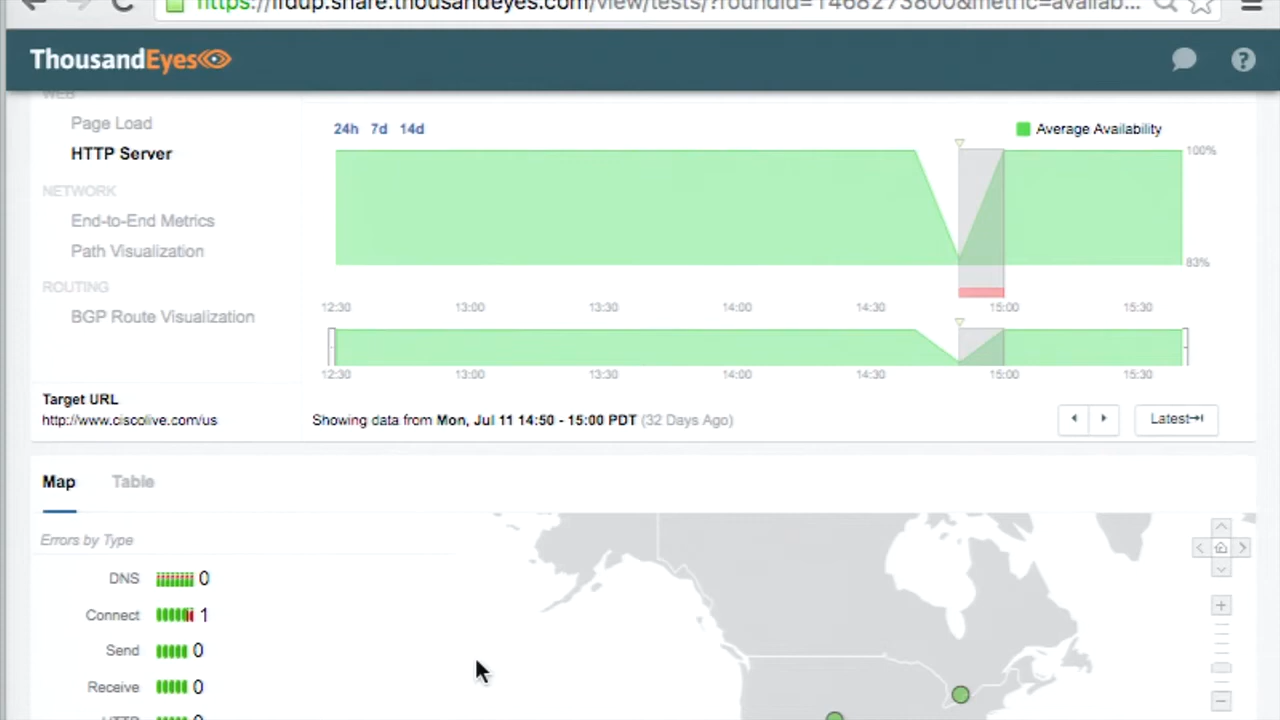 ThousandEyes
WEB
Page Load
HTTP Server
NETWORK
End-to-End Metrics
Path Visualization
ROUTING
BGP Route Visualization
Target URL
http://www.ciscolive.com/us
24h 7d 14d
Average Availability
100%
83%
12:30 13:00 13:30 14:00 14:30 15:00 15:30
12:30 13:00 13:30 14:00 14:30 15:00 15:30
Showing data from Mon, Jul 11 14:50 - 15:00 PDT (32 Days Ago)
Latest
Map Table
Errors by Type
DNS 0
Connect 1
Send 0
Receive 0